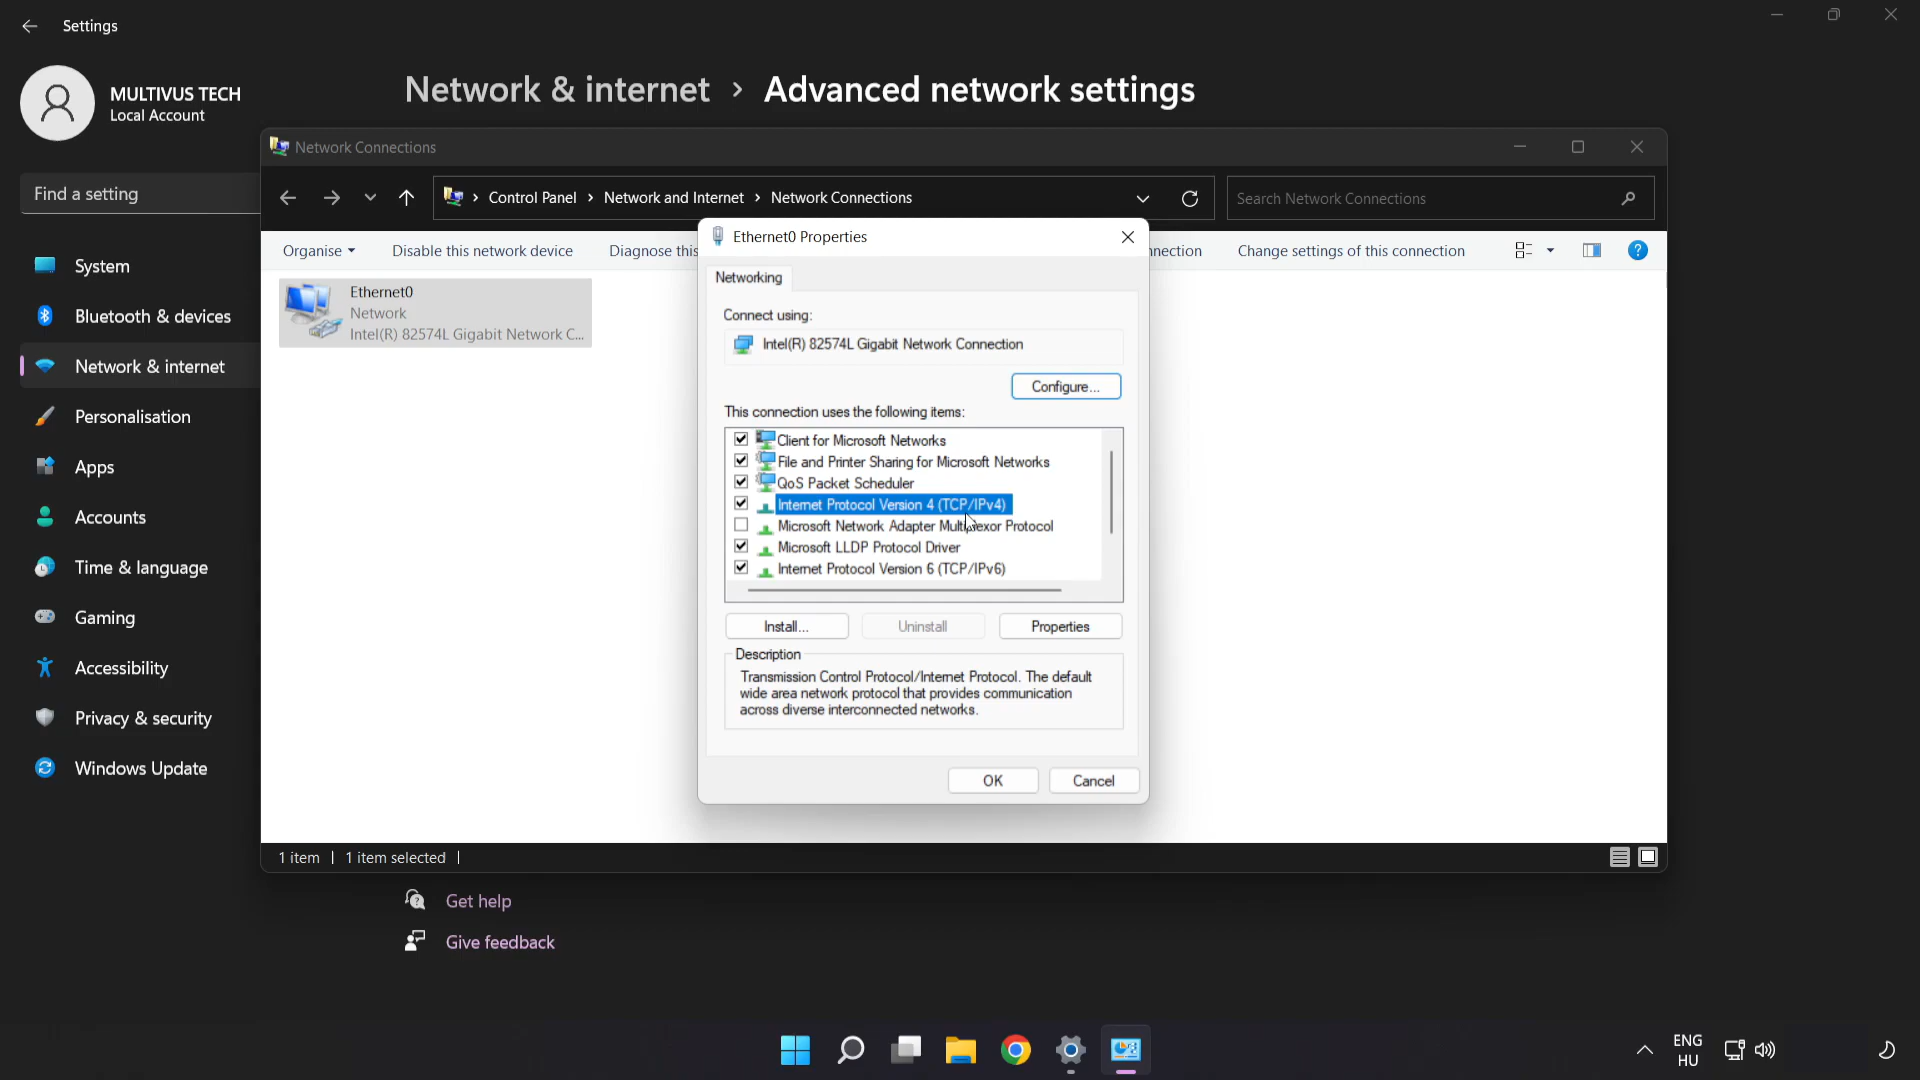 Settings
MULTIVUS TECH
Local Account
Find a setting
System
Bluetooth & devices
Network & internet
Personalisation
Apps
Accounts
Time & language
Gaming
Accessibility
Privacy & security
Windows Update
Network & internet › Advanced network settings
Network Connections
Control Panel › Network and Internet › Network Connections
Search Network Connections
Organise
Disable this network device
Diagnose this
nnection
Change settings of this connection
Ethernet0
Network
Intel(R) 82574L Gigabit Network C...
Ethernet0 Properties
Networking
Connect using:
Intel(R) 82574L Gigabit Network Connection
Configure...
This connection uses the following items:
Client for Microsoft Networks
File and Printer Sharing for Microsoft Networks
QoS Packet Scheduler
Internet Protocol Version 4 (TCP/IPv4)
Microsoft Network Adapter Multiplexor Protocol
Microsoft LLDP Protocol Driver
Internet Protocol Version 6 (TCP/IPv6)
Install...
Uninstall
Properties
Description
Transmission Control Protocol/Internet Protocol. The default
wide area network protocol that provides communication
across diverse interconnected networks.
OK
Cancel
1 item
1 item selected
Get help
Give feedback
ENG
HU